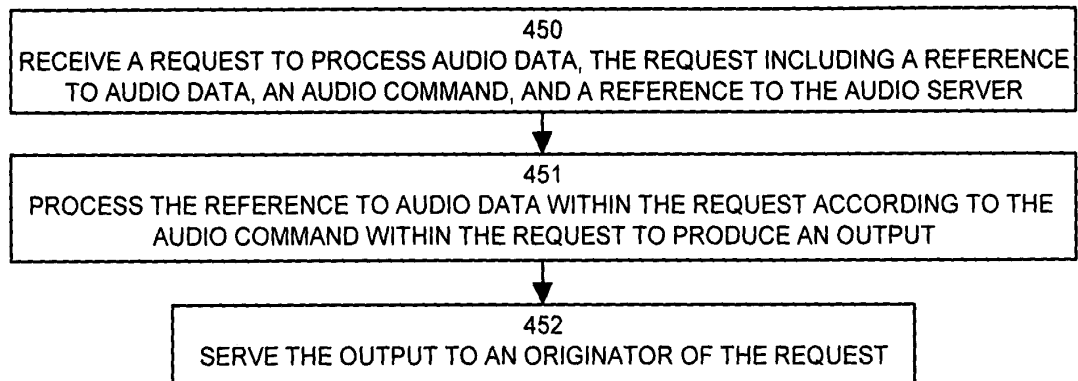 450
RECEIVE A REQUEST TO PROCESS AUDIO DATA, THE REQUEST INCLUDING A REFERENCE
TO AUDIO DATA, AN AUDIO COMMAND, AND A REFERENCE TO THE AUDIO SERVER
451
PROCESS THE REFERENCE TO AUDIO DATA WITHIN THE REQUEST ACCORDING TO THE
AUDIO COMMAND WITHIN THE REQUEST TO PRODUCE AN OUTPUT
452
SERVE THE OUTPUT TO AN ORIGINATOR OF THE REQUEST